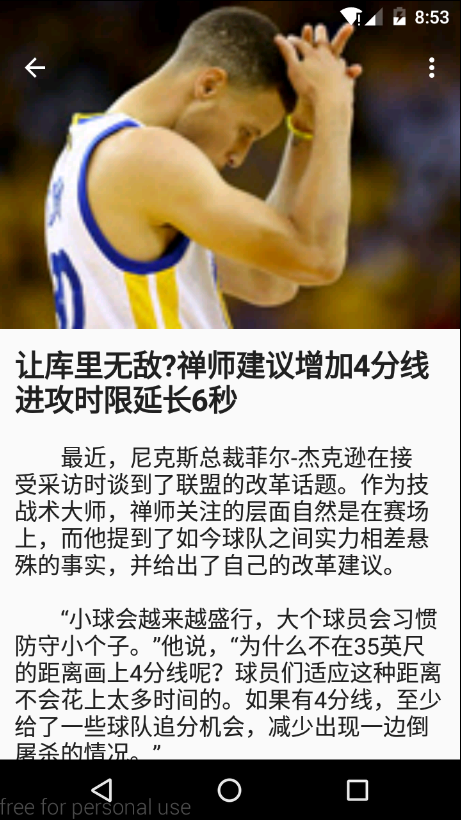 8:53
让库里无敌?禅师建议增加4分线
进攻时限延长6秒
最近，尼克斯总裁菲尔-杰克逊在接
受采访时谈到了联盟的改革话题。作为技
战术大师，禅师关注的层面自然是在赛场
上，而他提到了如今球队之间实力相差悬
殊的事实，并给出了自己的改革建议。
“小球会越来越盛行，大个球员会习惯
防守小个子。”他说，“为什么不在35英尺
的距离画上4分线呢？球员们适应这种距离
不会花上太多时间的。如果有4分线，至少
给了一些球队追分机会，减少出现一边倒
屠杀的情况。”
free for personal use